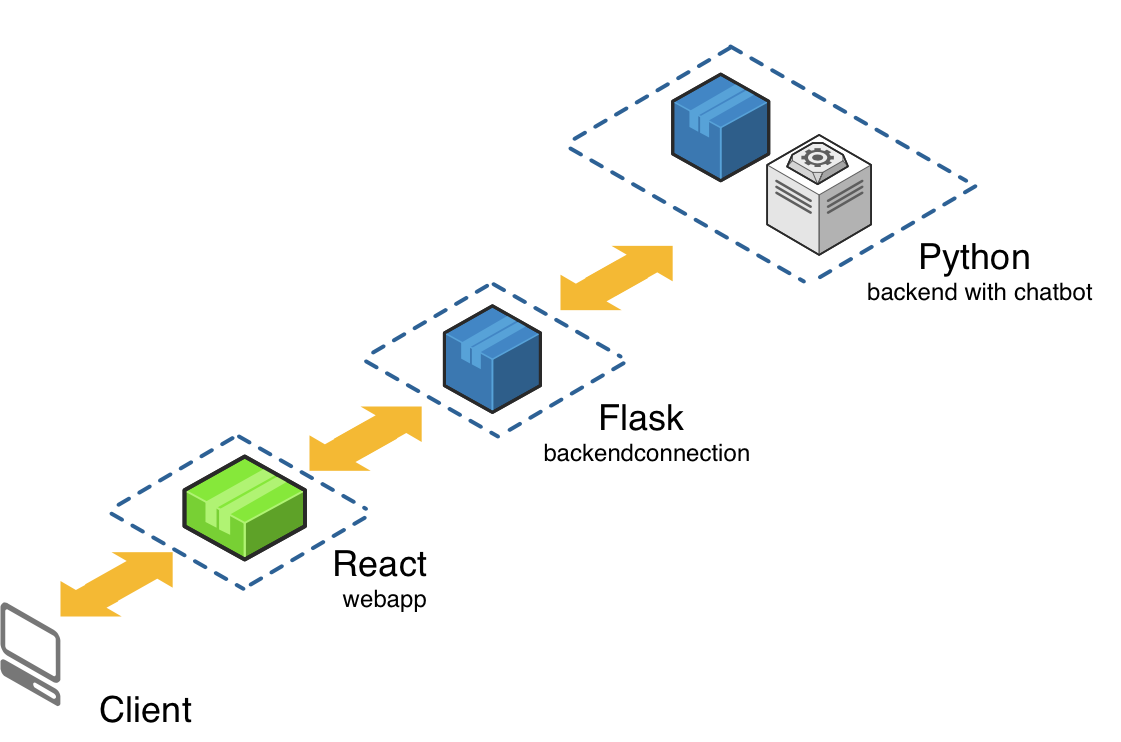 Python
backend with chatbot
Flask
backendconnection
React
webapp
Client